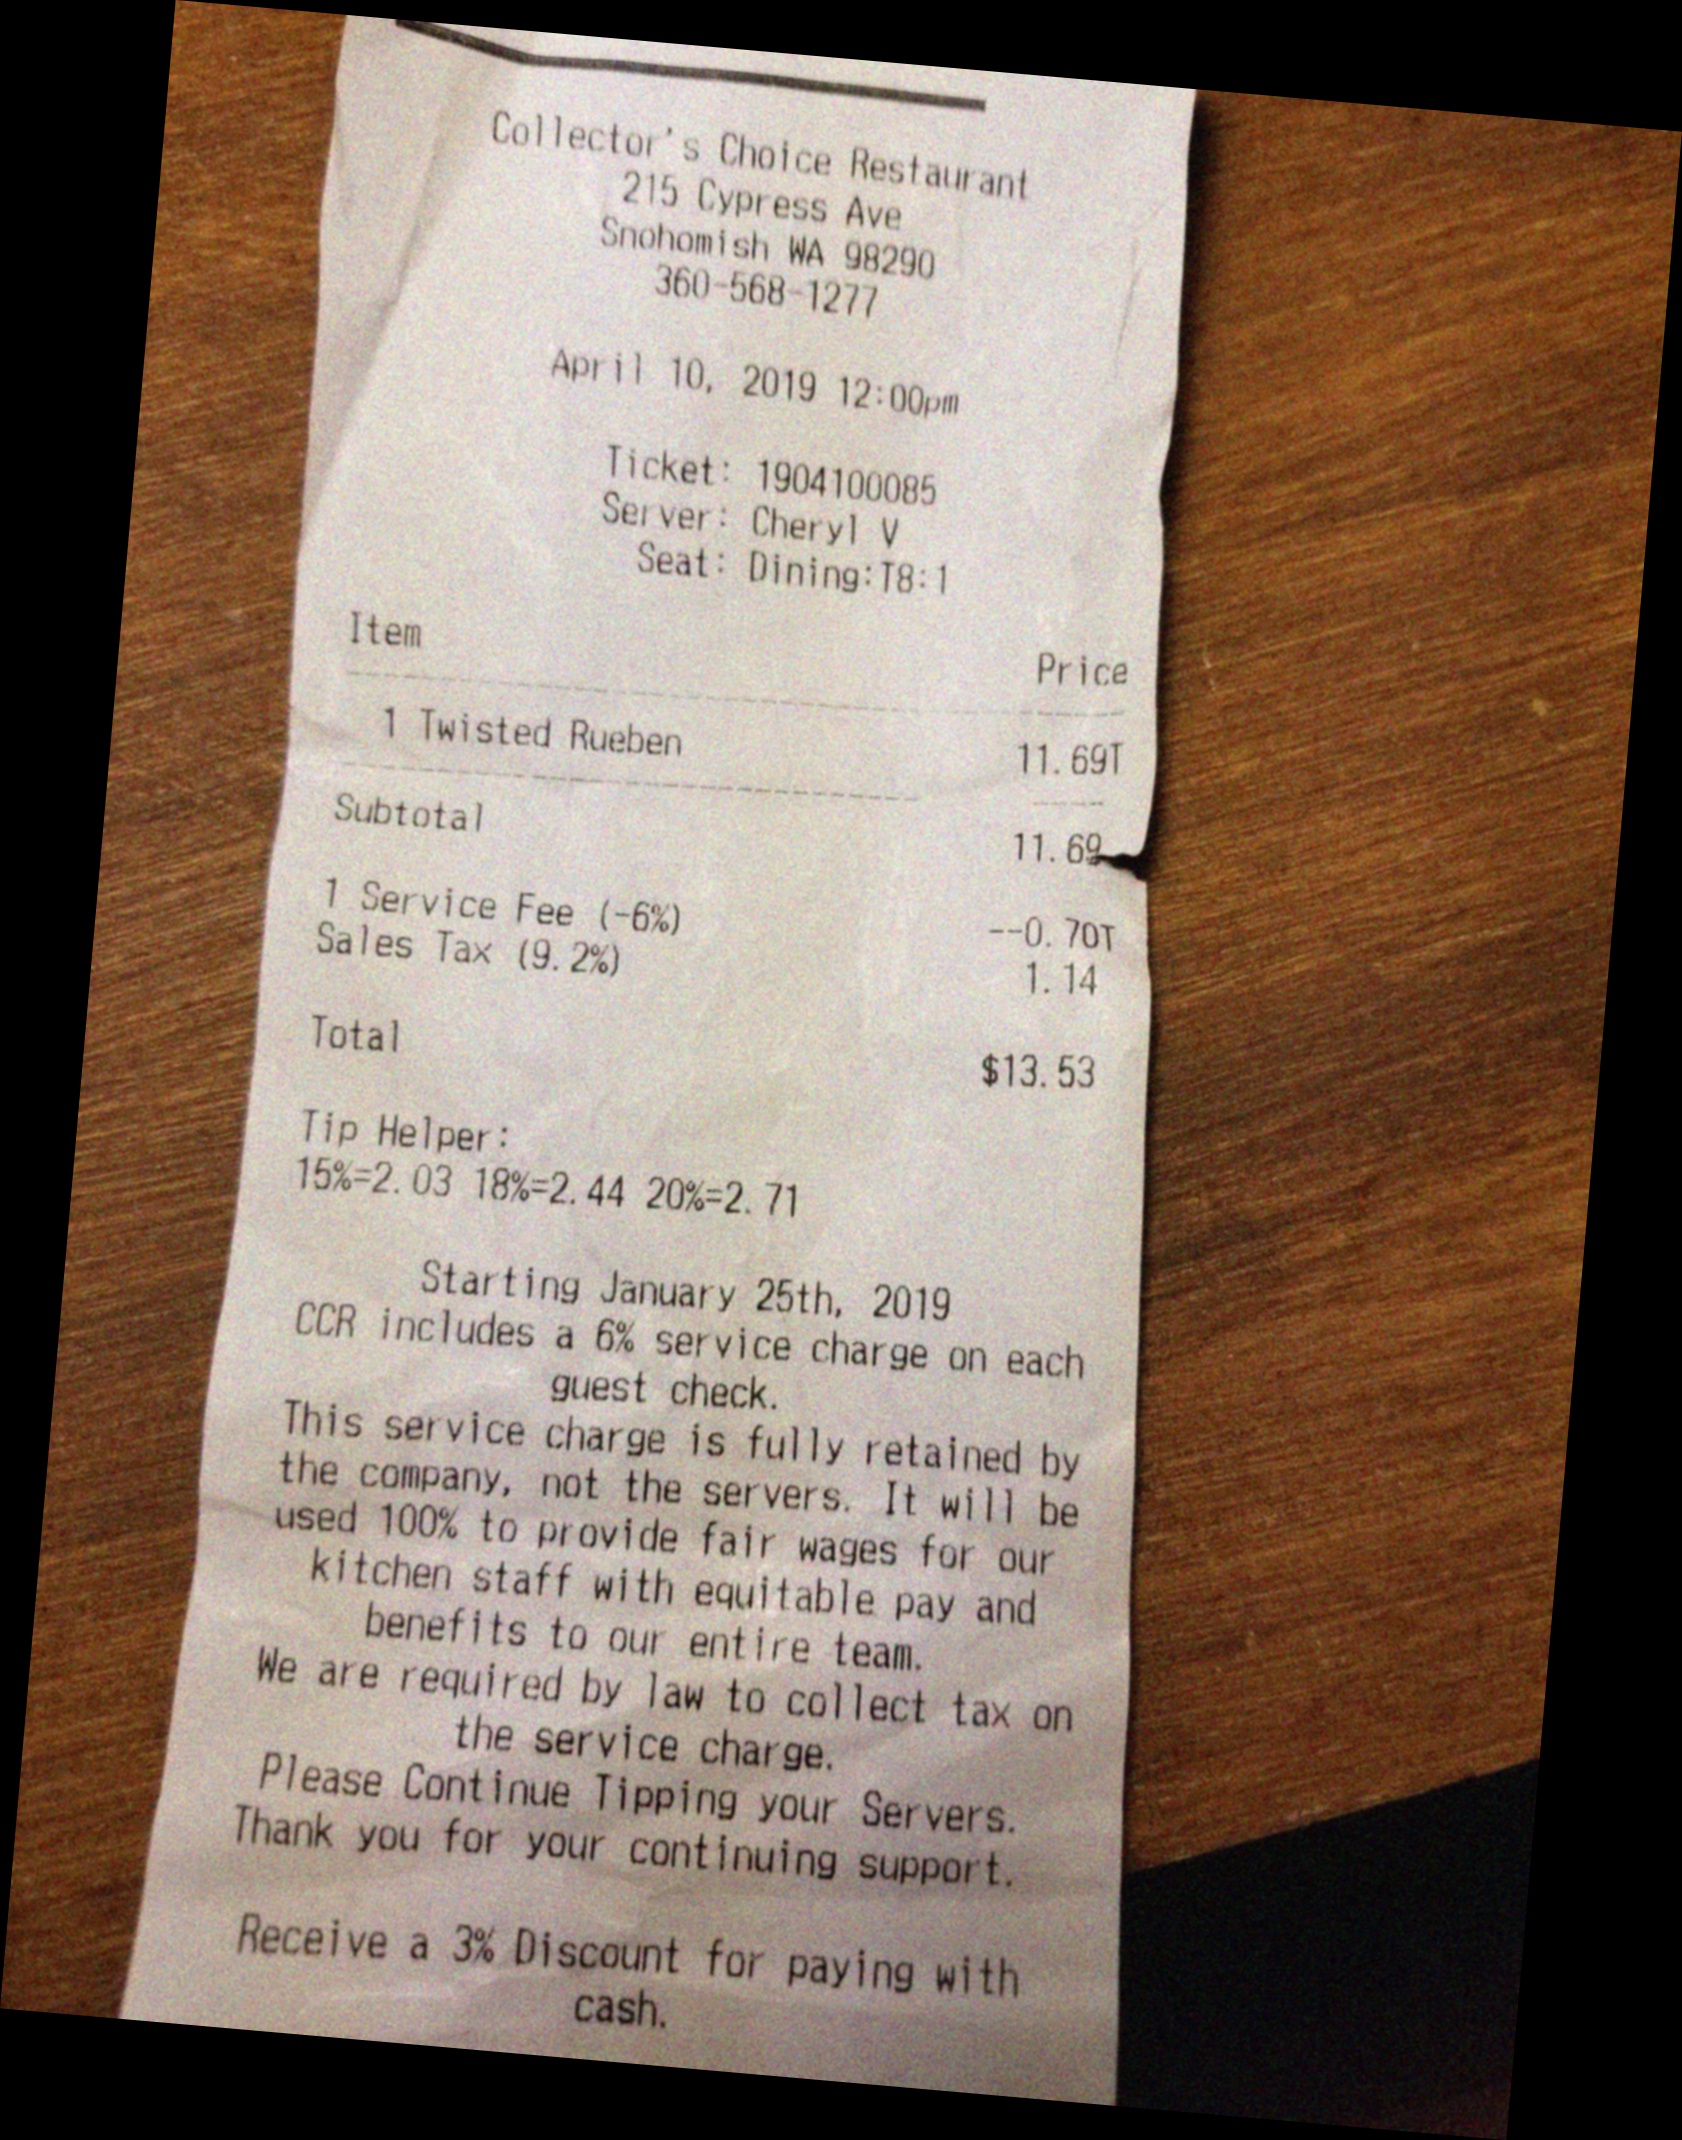 Collector's Choice Restaurant
215 Cypress Ave
Snohomish WA 98290
360-568-1277
April 10, 2019 12:00pm
Ticket: 1904100085
Server: Cheryl V
Seat: Dining:T8:1
Item Price
1 Twisted Rueben 11.69T
Subtotal 11.69
1 Service Fee (-6%) --0.70T
Sales Tax (9.2%) 1.14
Total $13.53
Tip Helper:
15%=2.03 18%=2.44 20%=2.71
Starting January 25th, 2019
CCR includes a 6% service charge on each
guest check.
This service charge is fully retained by
the company, not the servers. It will be
used 100% to provide fair wages for our
kitchen staff with equitable pay and
benefits to our entire team.
We are required by law to collect tax on
the service charge.
Please Continue Tipping your Servers.
Thank you for your continuing support.
Receive a 3% Discount for paying with
cash.